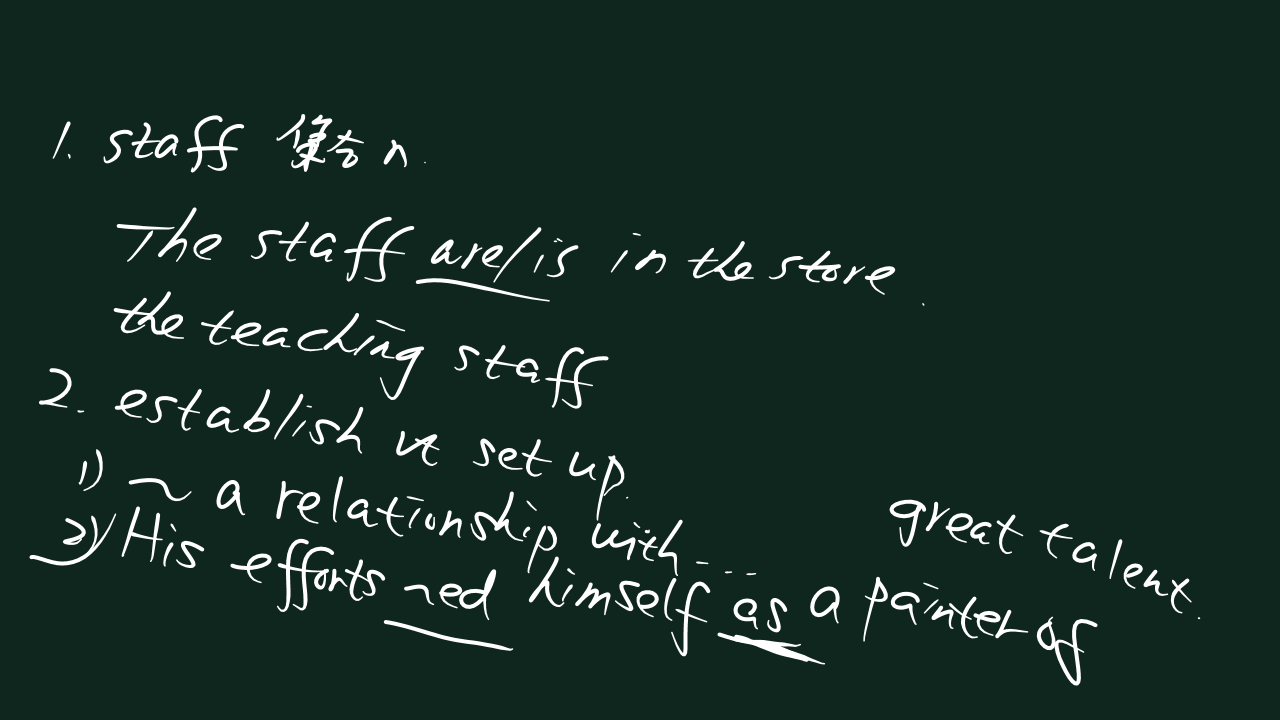 1. staff 集合 n.
The staff are/is in the store.
the teaching staff
2. establish vt set up.
1) ~ a relationship with....
2) His efforts ~ed himself as a painter of
great talent.